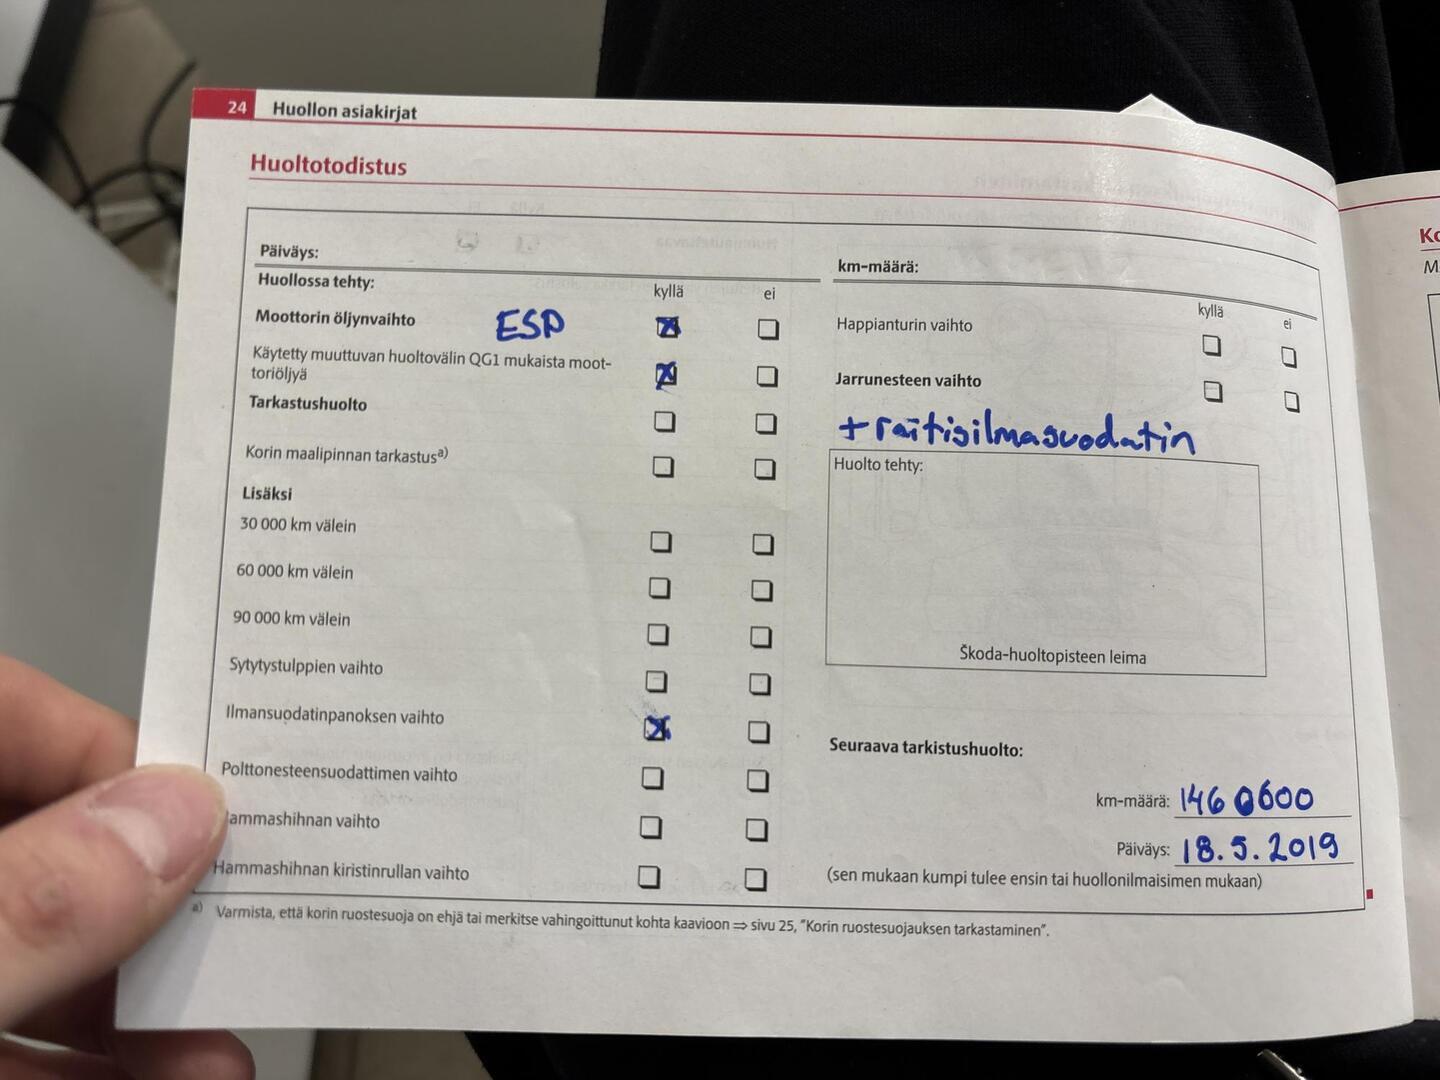 24 Huollon asiakirjat
Huoltotodistus
Päiväys:
Huollossa tehty:
kyllä ei
Moottorin öljynvaihto ESP
Käytetty muuttuvan huoltovälin QG1 mukaista moot-
toriöljyä
Tarkastushuolto
Korin maalipinnan tarkastusa)
Lisäksi
30 000 km välein
60 000 km välein
90 000 km välein
Sytytystulppien vaihto
Ilmansuodatinpanoksen vaihto
Polttonesteensuodattimen vaihto
ammashihnan vaihto
Hammashihnan kiristinrullan vaihto
km-määrä:
kyllä ei
Happianturin vaihto
Jarrunesteen vaihto
+ raitisilmasuodatin
Huolto tehty:
Škoda-huoltopisteen leima
Seuraava tarkistushuolto:
km-määrä: 146 0600
Päiväys: 18.5.2019
(sen mukaan kumpi tulee ensin tai huollonilmaisimen mukaan)
a) Varmista, että korin ruostesuoja on ehjä tai merkitse vahingoittunut kohta kaavioon ⇒ sivu 25, "Korin ruostesuojauksen tarkastaminen".